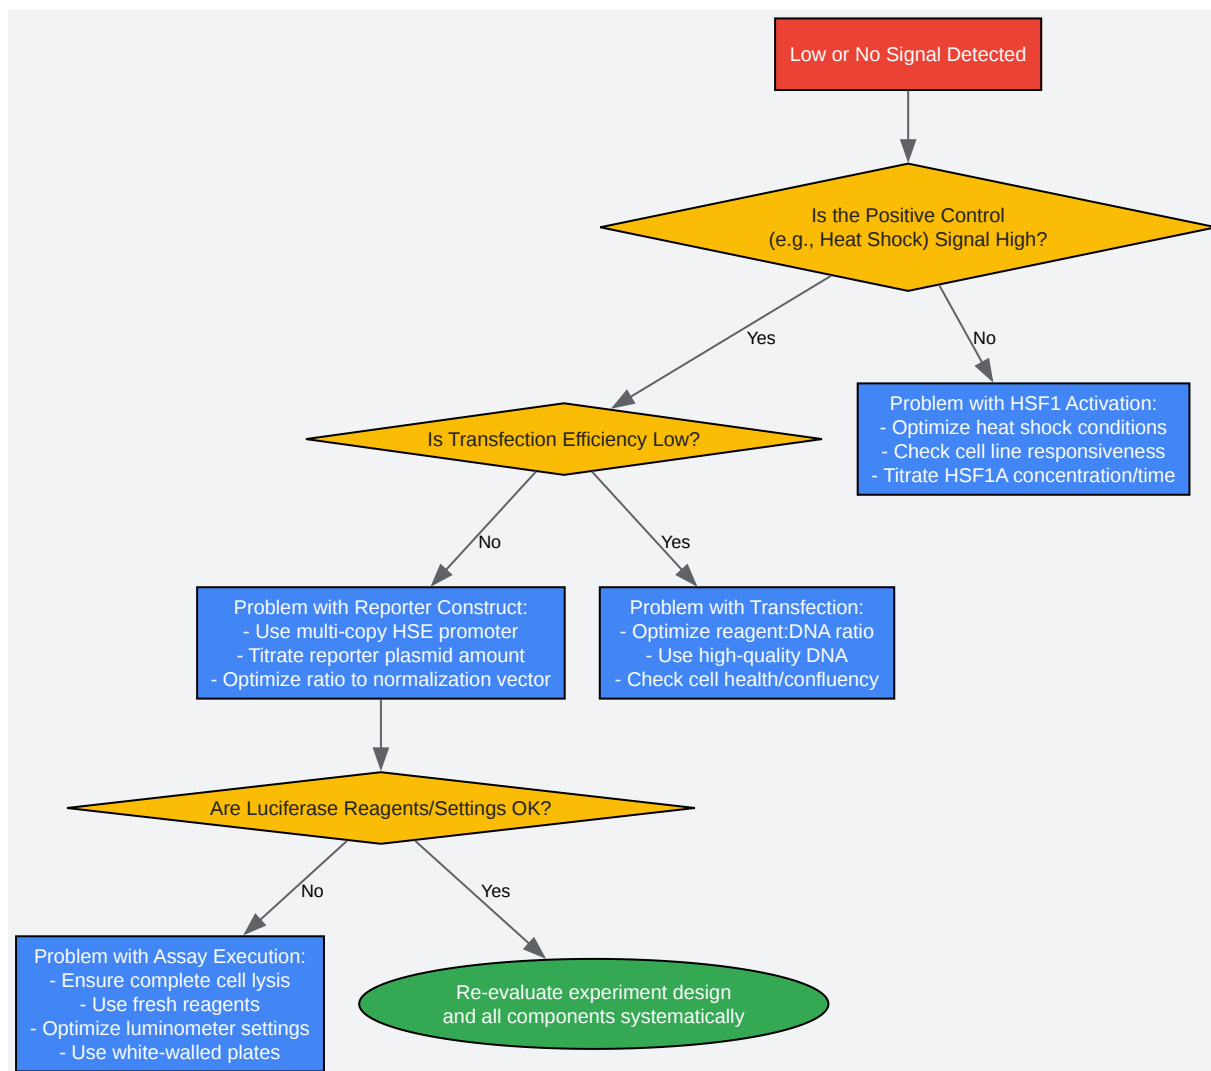 Low or No Signal Detected
Is the Positive Control
(e.g., Heat Shock) Signal High?
Yes
No
Problem with HSF1 Activation:
- Optimize heat shock conditions
- Check cell line responsiveness
- Titrate HSF1A concentration/time
Is Transfection Efficiency Low?
No
Yes
Problem with Reporter Construct:
- Use multi-copy HSE promoter
- Titrate reporter plasmid amount
- Optimize ratio to normalization vector
Problem with Transfection:
- Optimize reagent:DNA ratio
- Use high-quality DNA
- Check cell health/confluency
Are Luciferase Reagents/Settings OK?
No
Yes
Problem with Assay Execution:
- Ensure complete cell lysis
- Use fresh reagents
- Optimize luminometer settings
- Use white-walled plates
Re-evaluate experiment design
and all components systematically